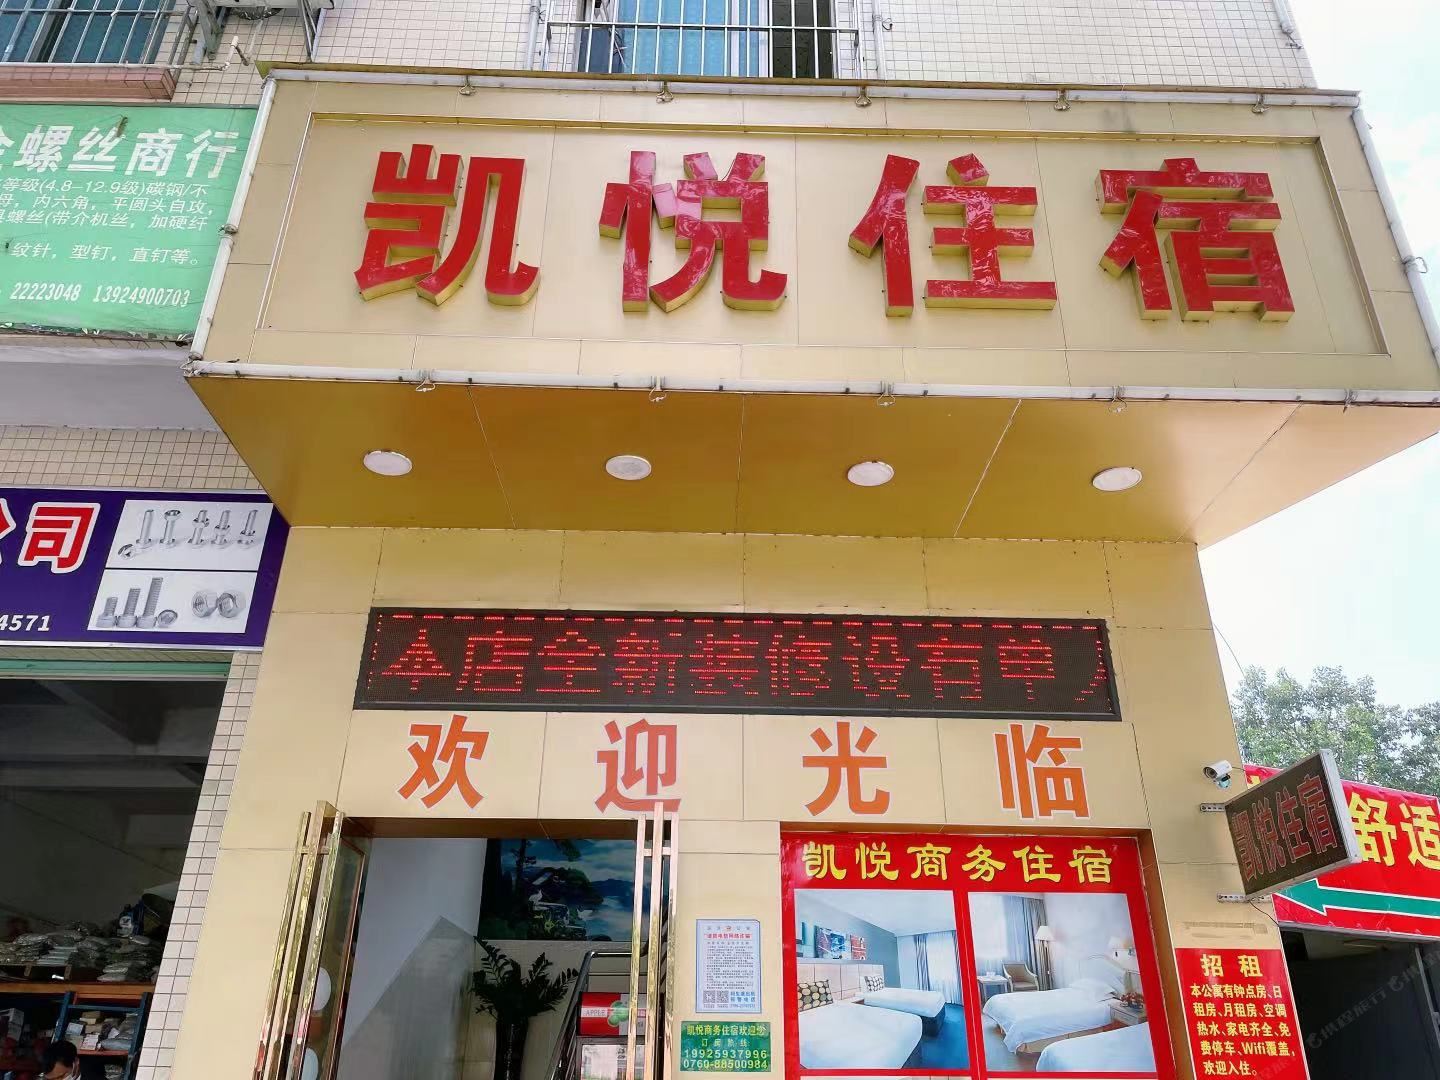 凯悦住宿
螺丝商行
等级(4.8-12.9级)碳钢/不
母，内六角，平圆头自攻，
螺丝(带介机丝，加硬纤
纹针，型钉，直钉等。
22223048 13924900703
公司
4571
本店全新装修设有单人
欢迎光临
凯悦商务住宿
凯悦住宿
舒适
凯悦商务住宿欢迎您
订房热线
19925937996
0760-88500984
APPLE
招租
本公寓有钟点房、日
租房、月租房、空调
热水、家电齐全、免
费停车、Wifi覆盖，
欢迎入住。
携程旅行